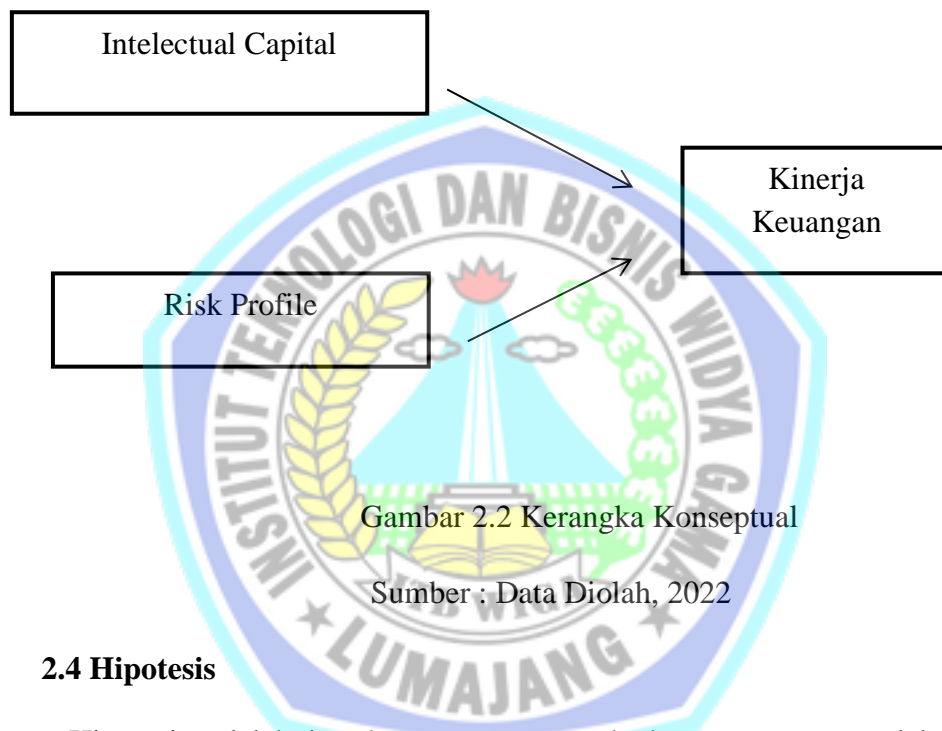 Intelectual Capital
Kinerja
Keuangan
Risk Profile
INSTITUT TEKNOLOGI DAN BISNIS WIDYA GAMA
LUMAJANG
Gambar 2.2 Kerangka Konseptual
Sumber : Data Diolah, 2022
2.4 Hipotesis